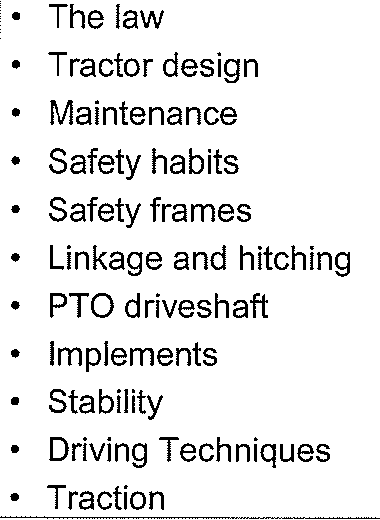 • The law
• Tractor design
• Maintenance
• Safety habits
• Safety frames
• Linkage and hitching
• PTO driveshaft
• Implements
• Stability
• Driving Techniques
• Traction